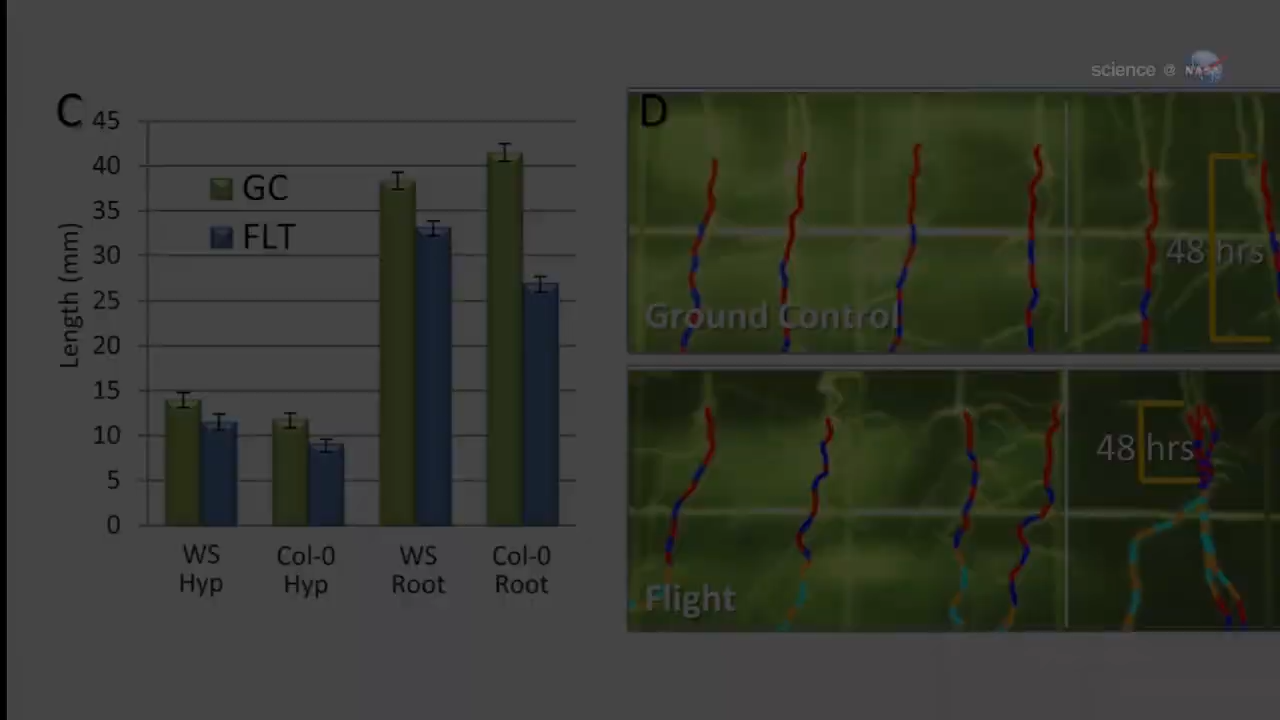 science @ NASA
C
45
40
35
30
25
20
15
10
5
0
Length (mm)
GC
FLT
WS
Hyp
Col-0
Hyp
WS
Root
Col-0
Root
D
48 hrs
Ground Control
48 hrs
Flight